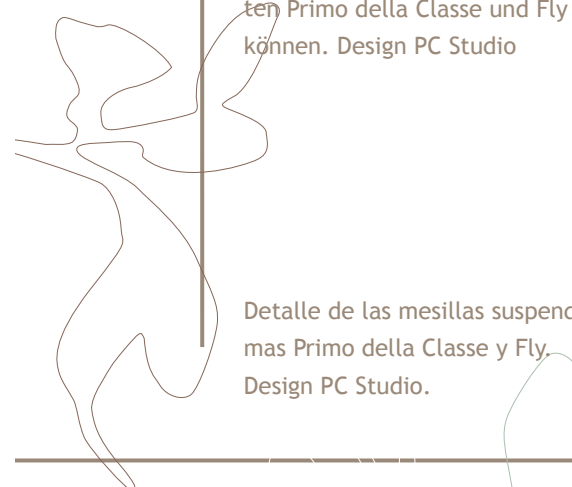 ten Primo della Classe und Fly
können. Design PC Studio
Detalle de las mesillas
mas Primo della Classe y Fly.
Design PC Studio.